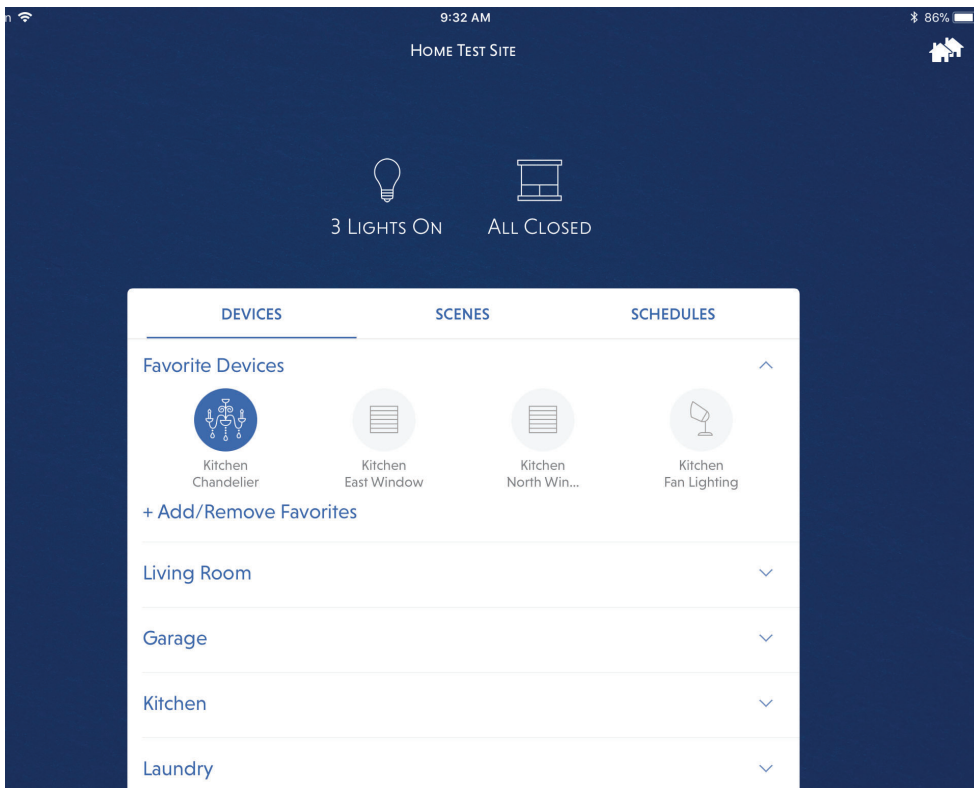 9:32 AM
86%
Home Test Site
3 Lights On
All Closed
DEVICES
SCENES
SCHEDULES
Favorite Devices
Kitchen
Chandelier
Kitchen
East Window
Kitchen
North Win...
Kitchen
Fan Lighting
+ Add/Remove Favorites
Living Room
Garage
Kitchen
Laundry